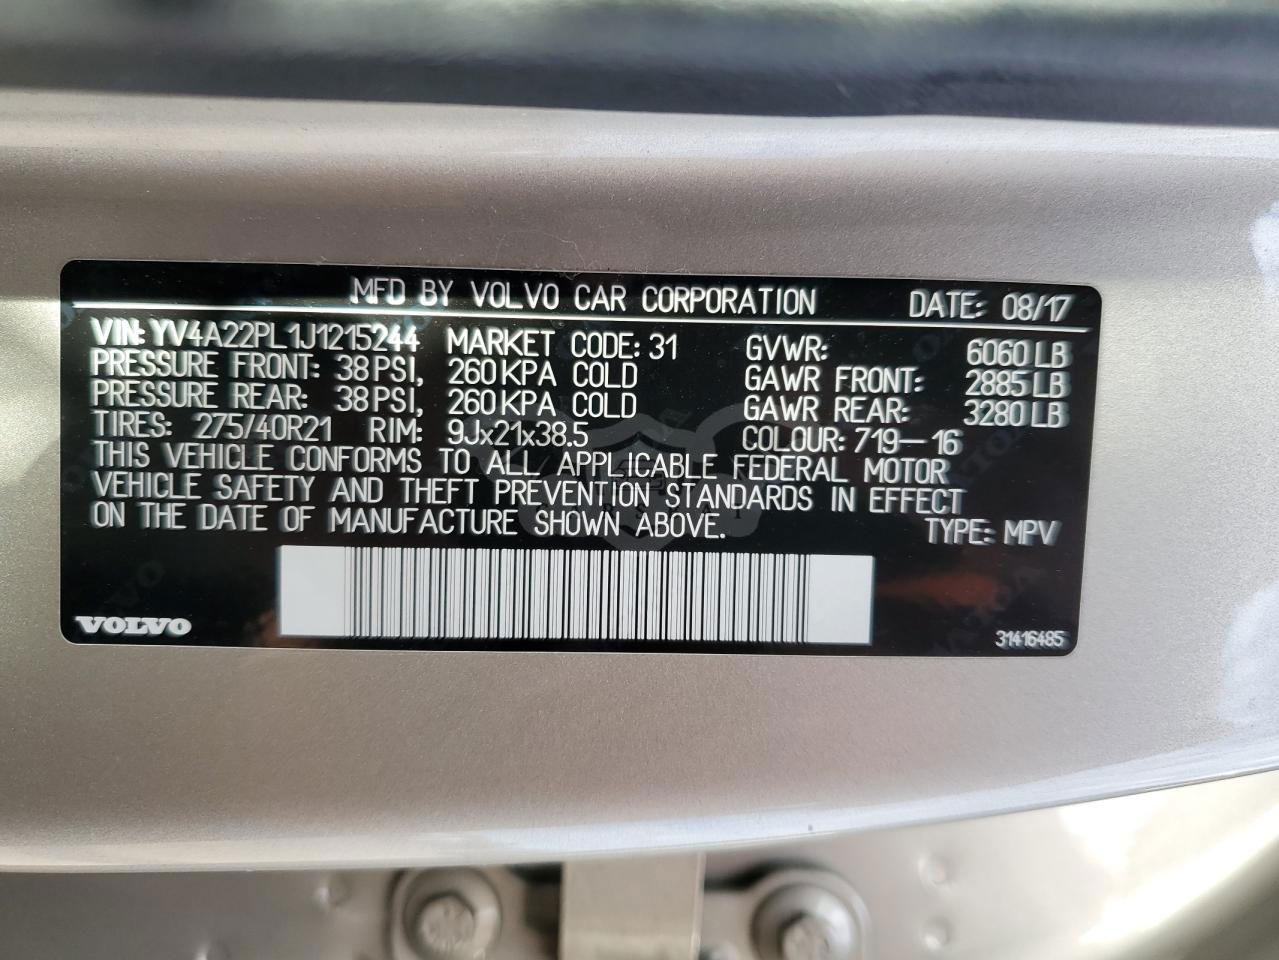 MFD BY VOLVO CAR CORPORATION DATE: 08/17
VIN: YV4A22PL1J1215244 MARKET CODE: 31 GVWR: 6060 LB
PRESSURE FRONT: 38 PSI, 260 KPA COLD GAWR FRONT: 2885 LB
PRESSURE REAR: 38 PSI, 260 KPA COLD GAWR REAR: 3280 LB
TIRES: 275/40R21 RIM: 9Jx21x38.5 COLOUR: 719-16
THIS VEHICLE CONFORMS TO ALL APPLICABLE FEDERAL MOTOR
VEHICLE SAFETY AND THEFT PREVENTION STANDARDS IN EFFECT
ON THE DATE OF MANUFACTURE SHOWN ABOVE. TYPE: MPV
VOLVO 31416485